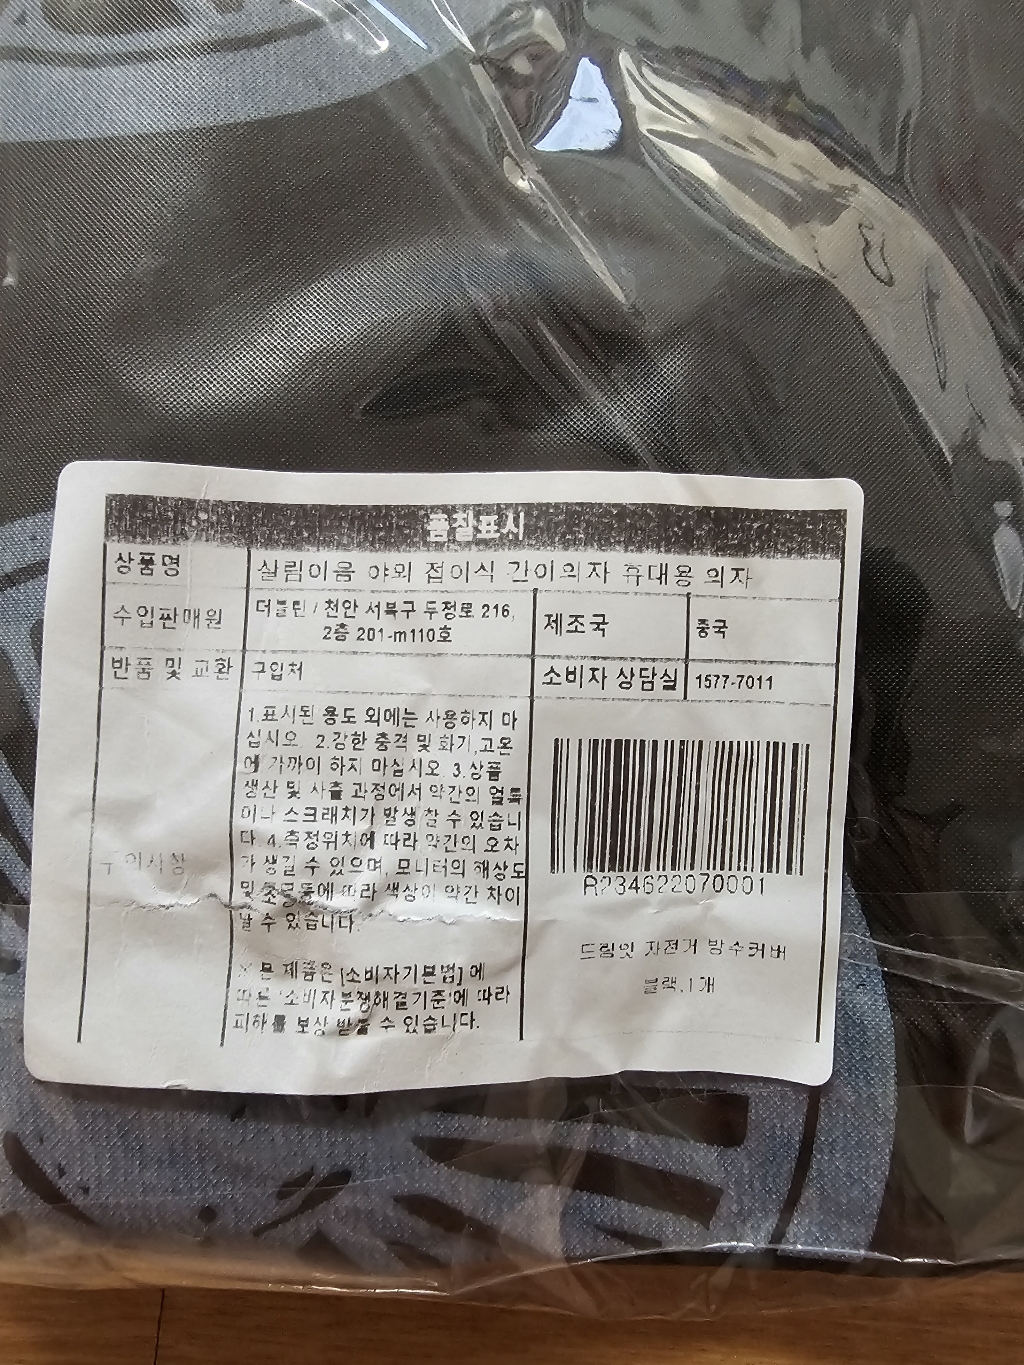 품질표시
상품명 살림이음 야외 접이식 간이의자 휴대용 의자
수입판매원 더블린 / 천안 서북구 두정로 216,
2층 201-m110호
제조국 중국
반품 및 교환 구입처 소비자 상담실 1577-7011
주의사항
1.표시된 용도 외에는 사용하지 마
십시오. 2.강한 충격 및 화기,고온
에 가까이 하지 마십시오. 3.상품
생산 및 사출 과정에서 약간의 얼룩
이나 스크래치가 발생 할 수 있습니
다. 4.측정위치에 따라 약간의 오차
가 생길 수 있으며, 모니터의 해상도
및 조명등에 따라 색상이 약간 차이
날 수 있습니다.
※ 본 제품은 [소비자기본법] 에
따른 '소비자분쟁해결기준'에 따라
피해를 보상 받을 수 있습니다.
R234622070001
드림잇 자전거 방수커버
블랙,1개